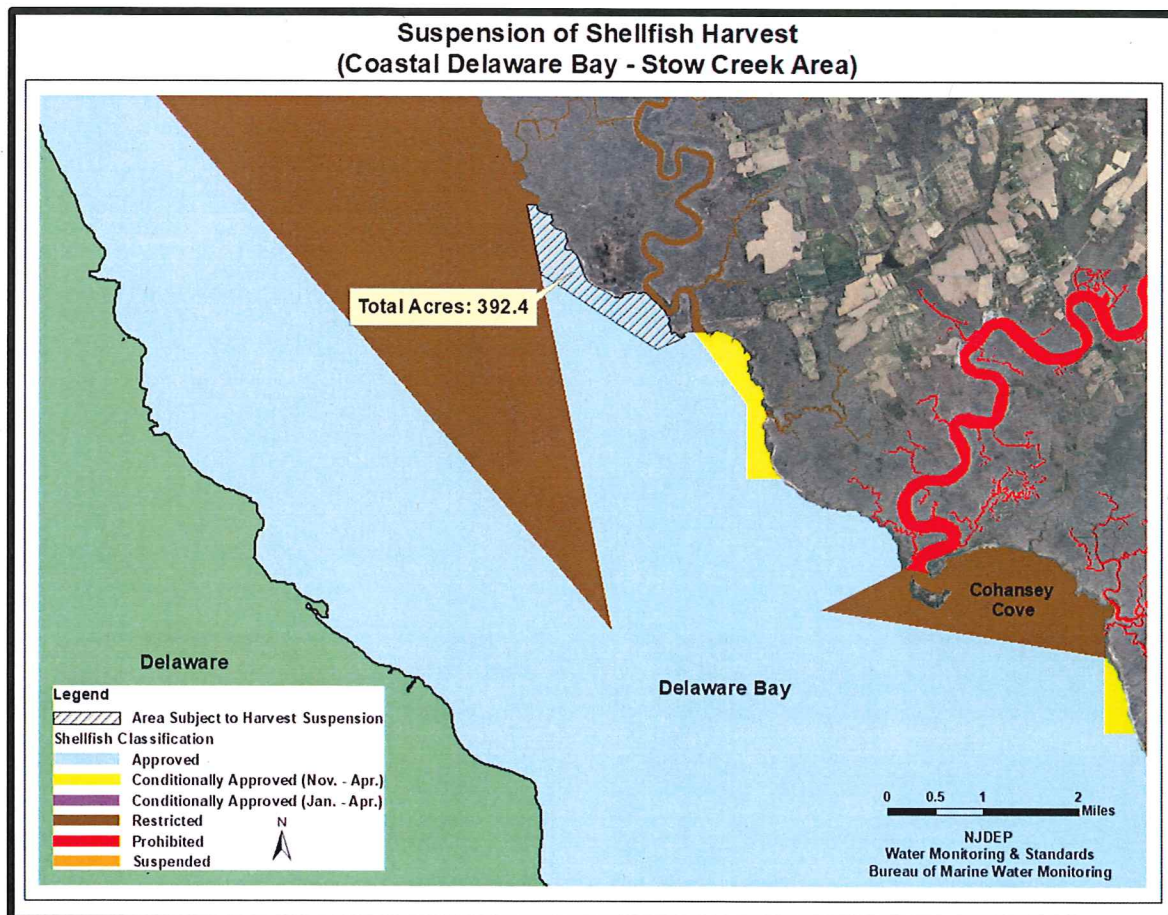 Suspension of Shellfish Harvest
(Coastal Delaware Bay - Stow Creek Area)
Total Acres: 392.4
Cohansey
Cove
Delaware
Delaware Bay
Legend
Area Subject to Harvest Suspension
Shellfish Classification
Approved
Conditionally Approved (Nov. - Apr.)
Conditionally Approved (Jan. - Apr.)
Restricted
Prohibited
Suspended
N
0 0.5 1 2
Miles
NJDEP
Water Monitoring & Standards
Bureau of Marine Water Monitoring